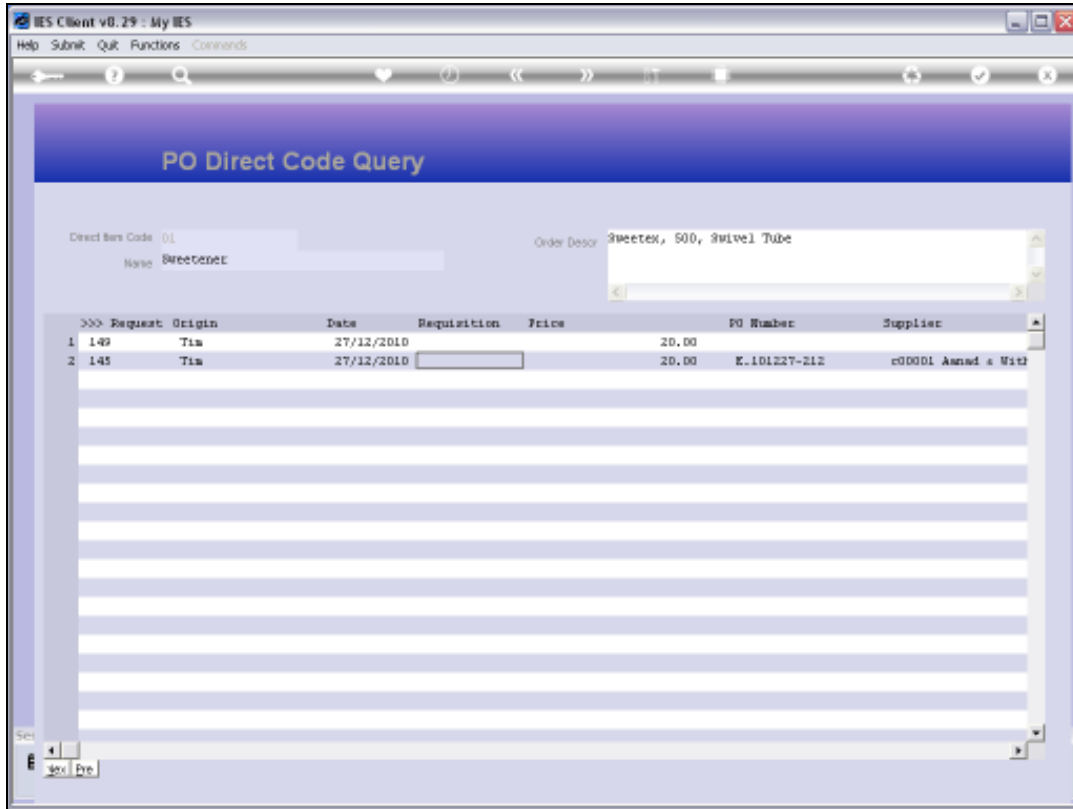 IES Client v8.29 : My IES
Help Submit Quit Functions Commands
PO Direct Code Query
Direct Item Code 01
Order Descr Sweetex, 500, Swivel Tube
Name Sweetener
>>> Request Origin Date Requisition Price PO Number Supplier
1 149 Tim 27/12/2010 20.00
2 145 Tim 27/12/2010 20.00 K.101227-212 c00001 Annad & With
Ser
Pre